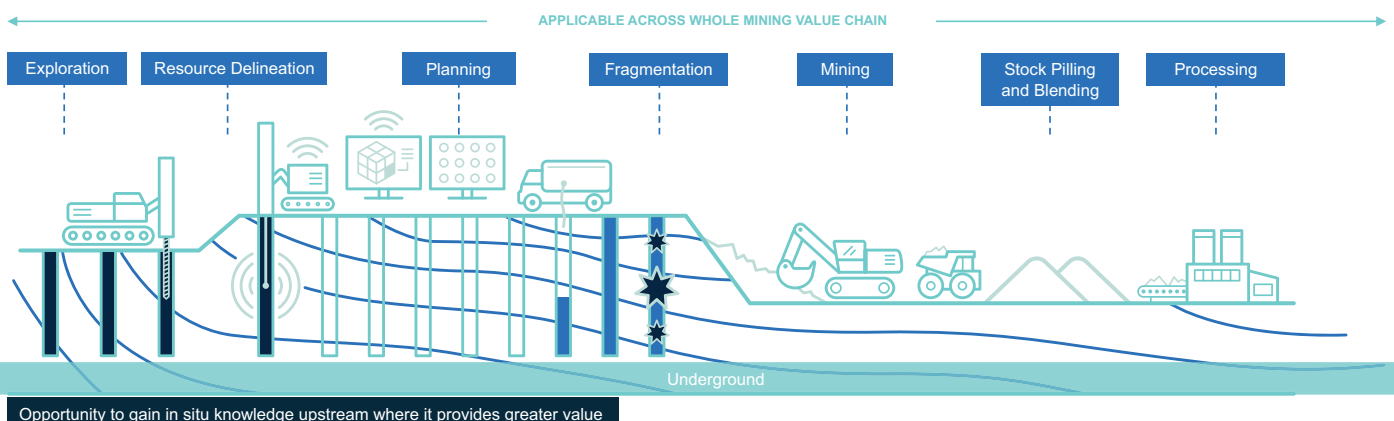 APPLICABLE ACROSS WHOLE MINING VALUE CHAIN
Exploration
Resource Delineation
Planning
Fragmentation
Mining
Stock Pilling
and Blending
Processing
Underground
Opportunity to gain in situ knowledge upstream where it provides greater value